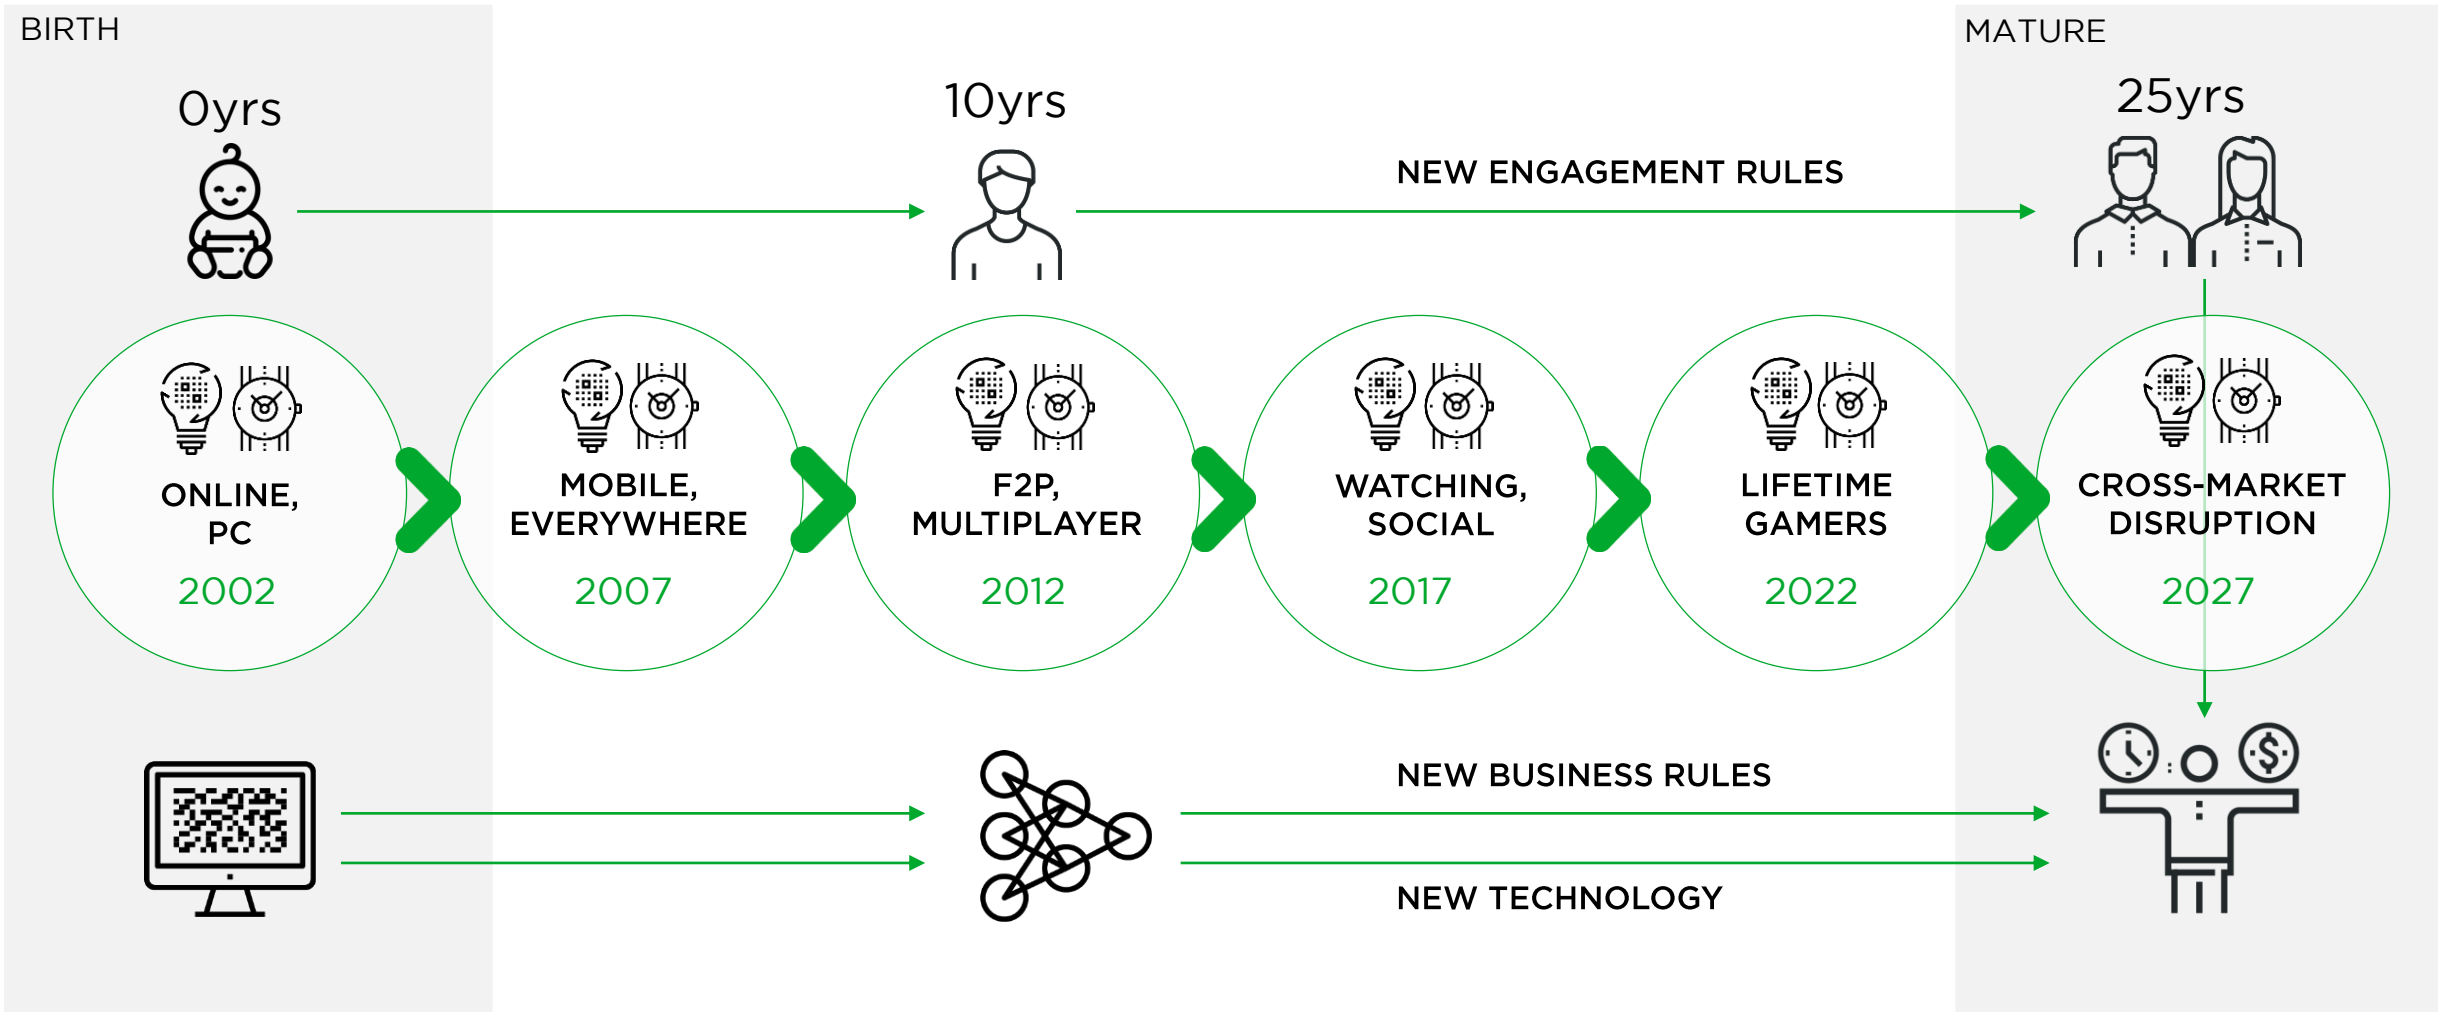 BIRTH
MATURE
0yrs
10yrs
25yrs
NEW ENGAGEMENT RULES
ONLINE,
PC
2002
MOBILE,
EVERYWHERE
2007
F2P,
MULTIPLAYER
2012
WATCHING,
SOCIAL
2017
LIFETIME
GAMERS
2022
CROSS-MARKET
DISRUPTION
2027
NEW BUSINESS RULES
$
NEW TECHNOLOGY